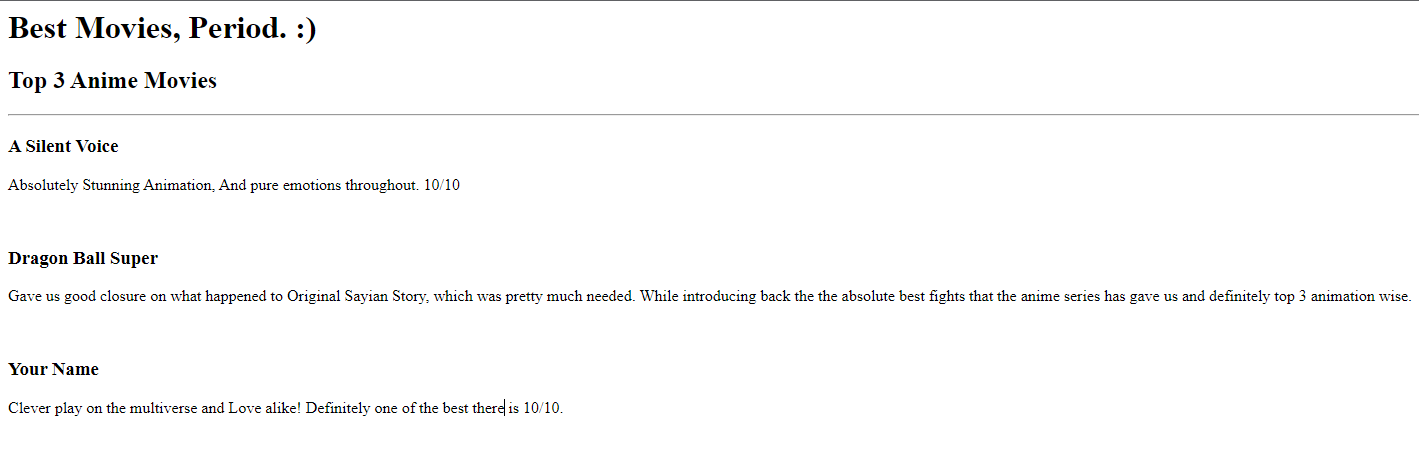 Best Movies, Period. :)
Top 3 Anime Movies
A Silent Voice
Absolutely Stunning Animation, And pure emotions throughout. 10/10
Dragon Ball Super
Gave us good closure on what happened to Original Sayian Story, which was pretty much needed. While introducing back the the absolute best fights that the anime series has gave us and definitely top 3 animation wise.
Your Name
Clever play on the multiverse and Love alike! Definitely one of the best there is 10/10.